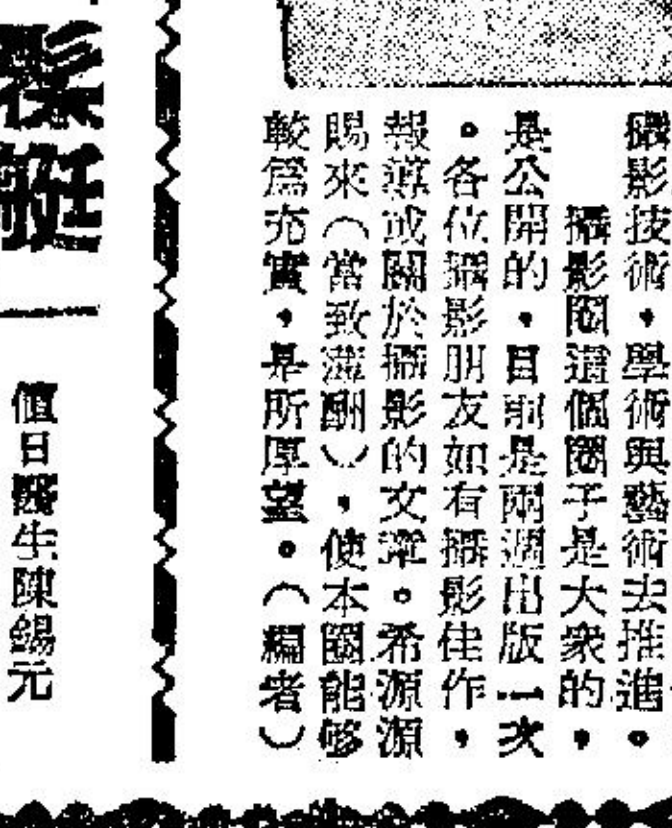 攝影技術，學術與藝術去推進。
攝影圈這個圈子是大衆的，
是公開的，目前是兩週出版一次
。各位攝影朋友如有攝影佳作，
報導或關於攝影的文章。希源源
賜來（當致薄酬），使本圈能够
較爲充實，是所厚望。（編者）
艇
值日醫生陳錫元